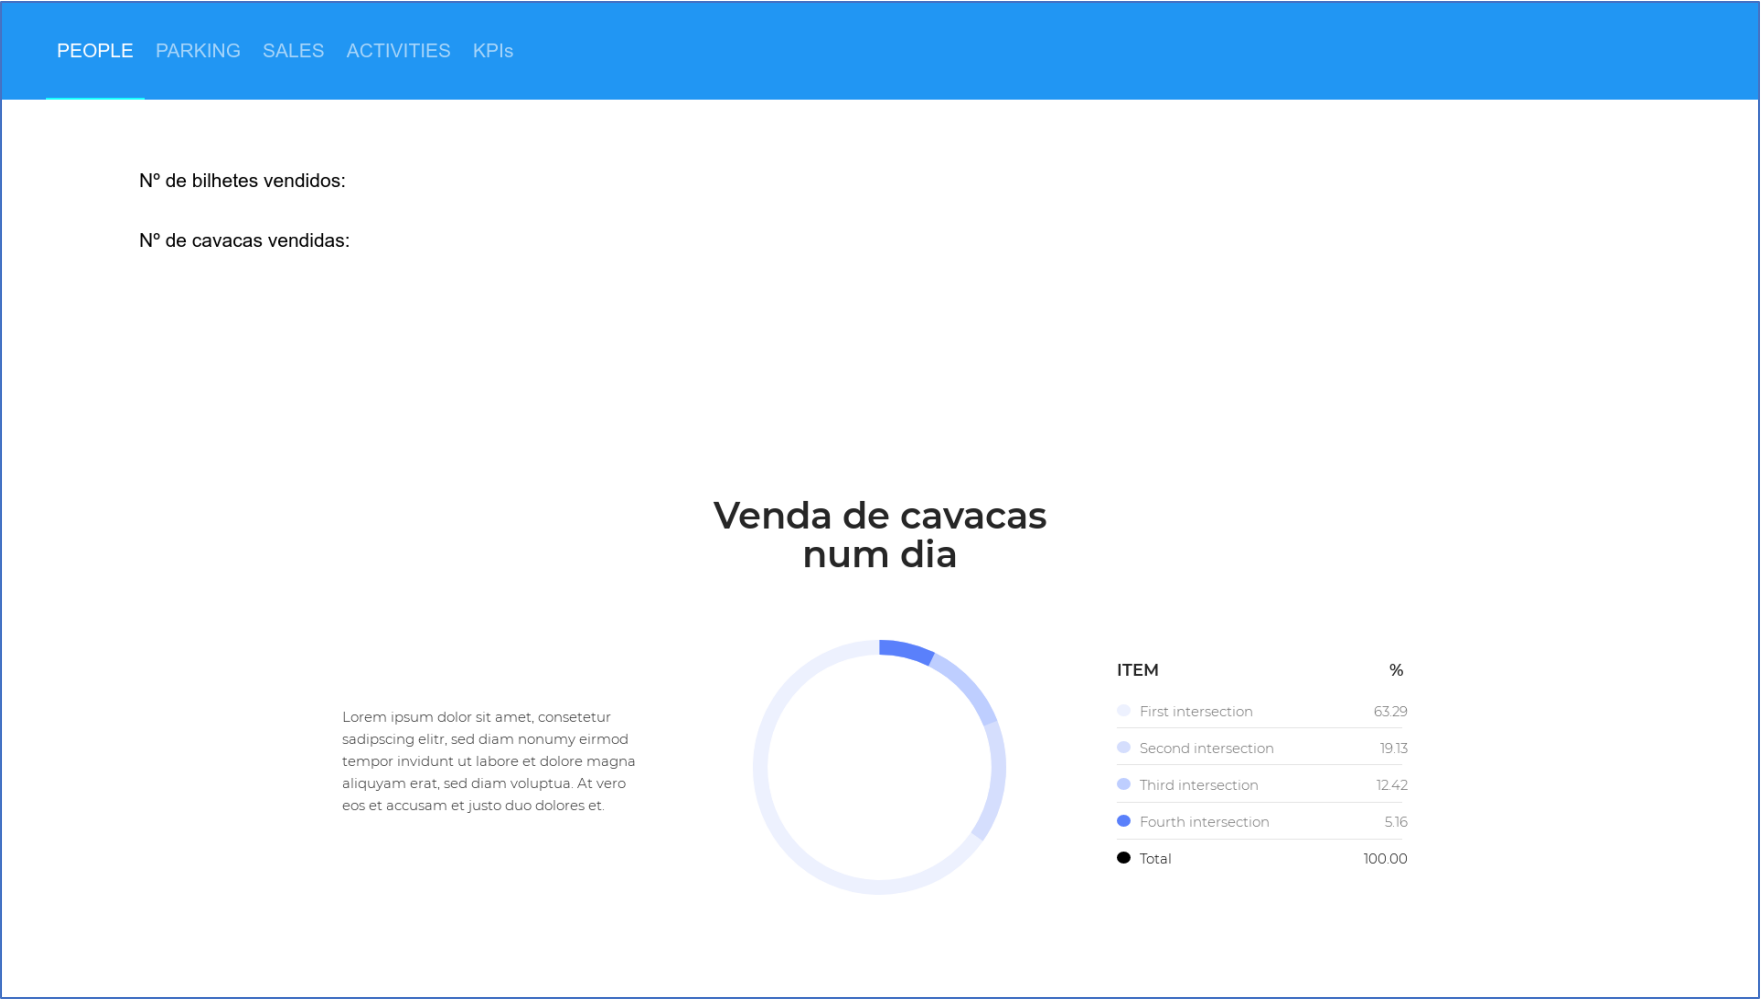 PEOPLE PARKING SALES ACTIVITIES KPIs
Nº de bilhetes vendidos:
Nº de cavacas vendidas:
Venda de cavacas
num dia
Lorem ipsum dolor sit amet, consetetur
sadipscing elitr, sed diam nonumy eirmod
tempor invidunt ut labore et dolore magna
aliquyam erat, sed diam voluptua. At vero
eos et accusam et justo duo dolores et.
ITEM %
First intersection 63.29
Second intersection 19.13
Third intersection 12.42
Fourth intersection 5.16
Total 100.00